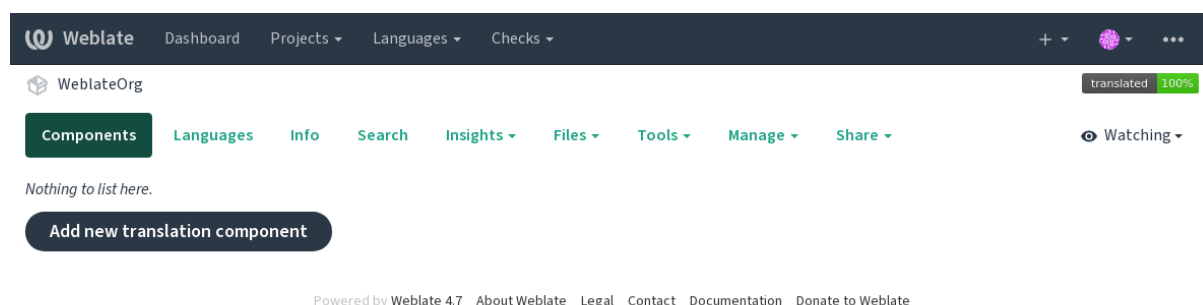 Weblate Dashboard Projects Languages Checks
WeblateOrg translated 100%
Components Languages Info Search Insights Files Tools Manage Share Watching
Nothing to list here.
Add new translation component
Powered by Weblate 4.7 About Weblate Legal Contact Documentation Donate to Weblate